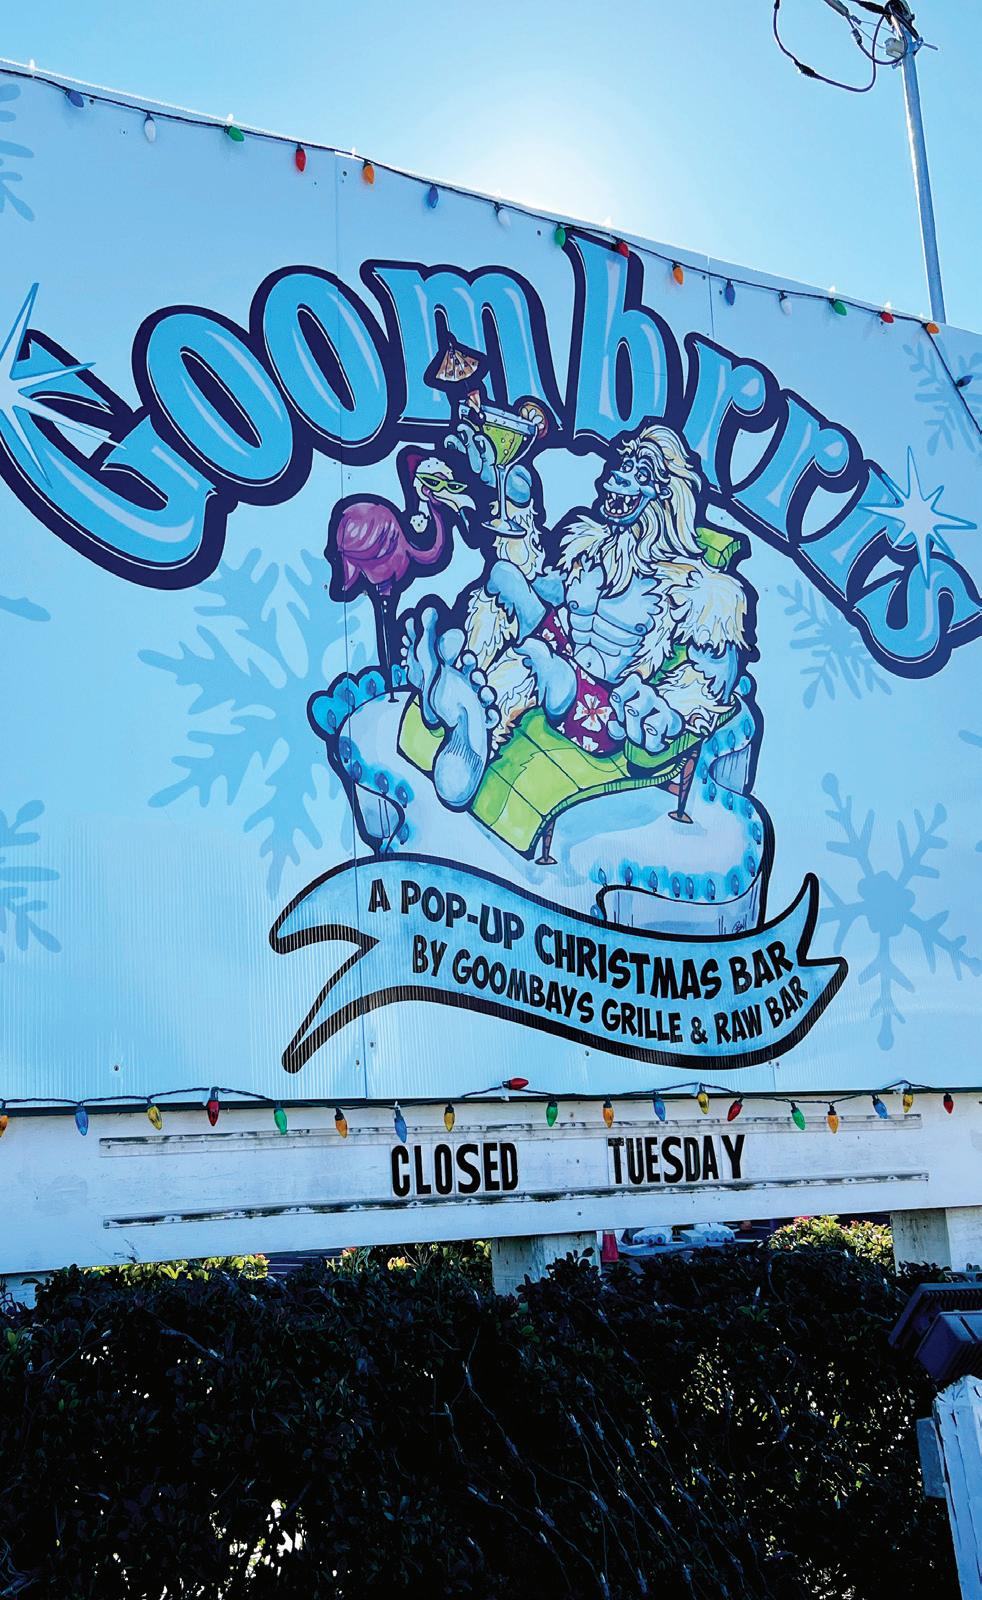 Goombrrrs
A POP-UP CHRISTMAS BAR
BY GOOMBAYS GRILLE & RAW BAR
CLOSED TUESDAY